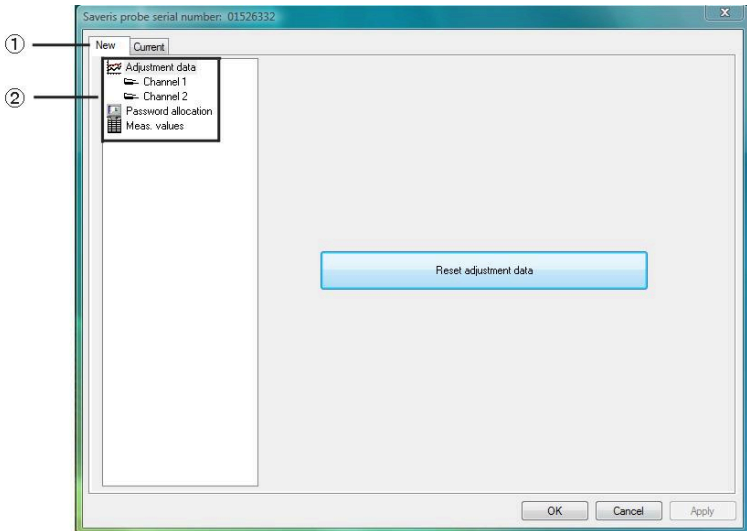 Saveris probe serial number: 01526332
X
① New Current
Adjustment data
Channel 1
② Channel 2
Password allocation
Meas. values
Reset adjustment data
OK Cancel Apply